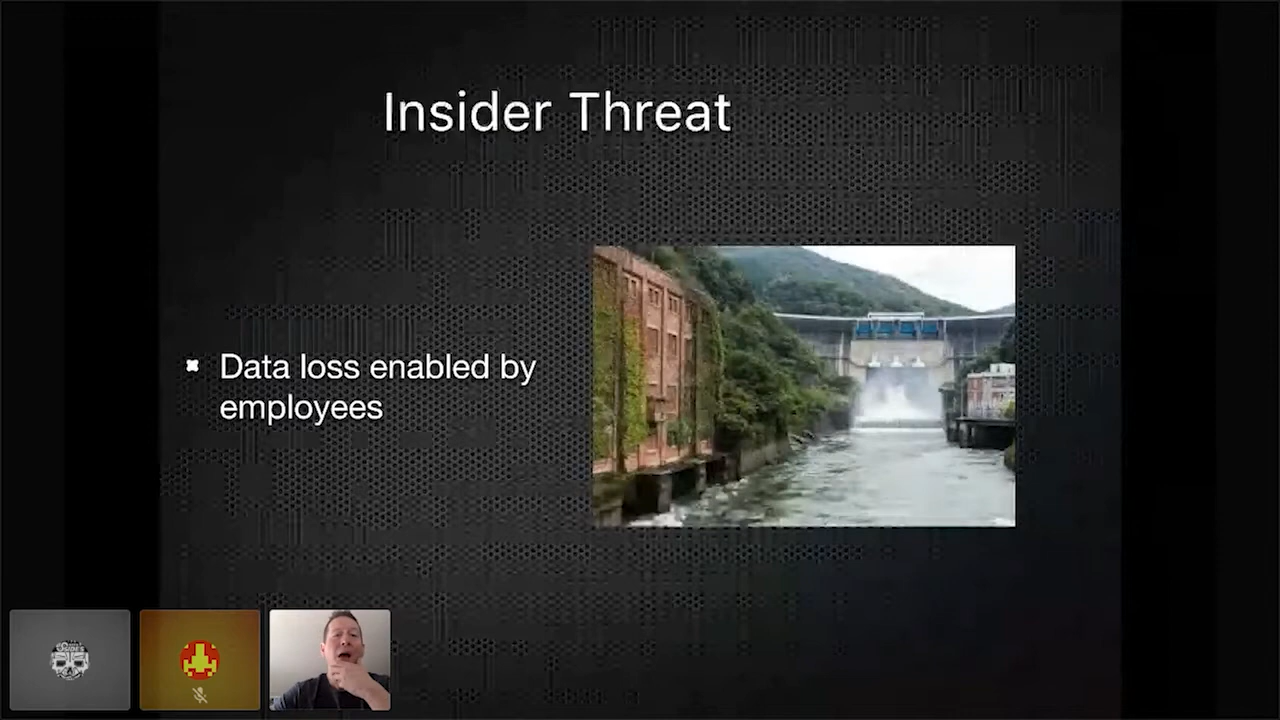 Insider Threat
Data loss enabled by
employees